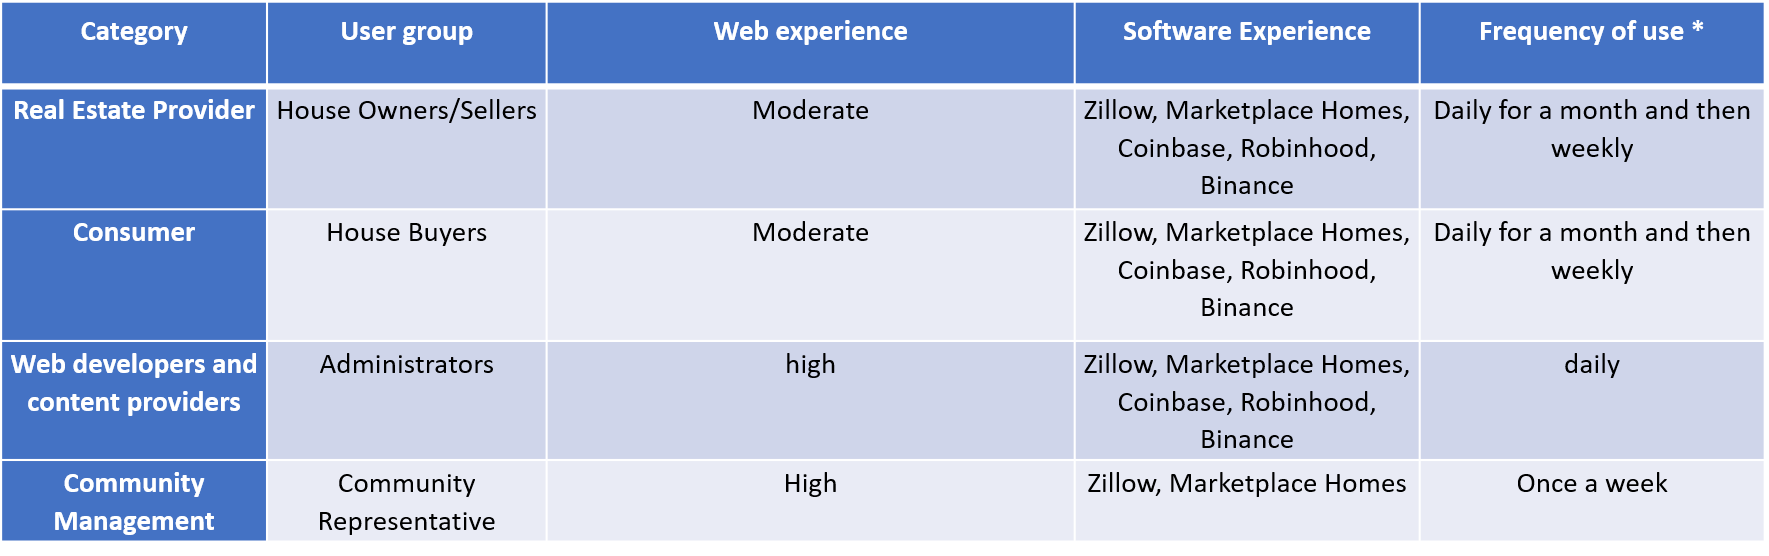 Category User group Web experience Software Experience Frequency of use *
Real Estate Provider House Owners/Sellers Moderate Zillow, Marketplace Homes, Daily for a month and then
Coinbase, Robinhood, weekly
Binance
Consumer House Buyers Moderate Zillow, Marketplace Homes, Daily for a month and then
Coinbase, Robinhood, weekly
Binance
Web developers and Administrators high Zillow, Marketplace Homes, daily
content providers Coinbase, Robinhood,
Binance
Community Community High Zillow, Marketplace Homes Once a week
Management Representative